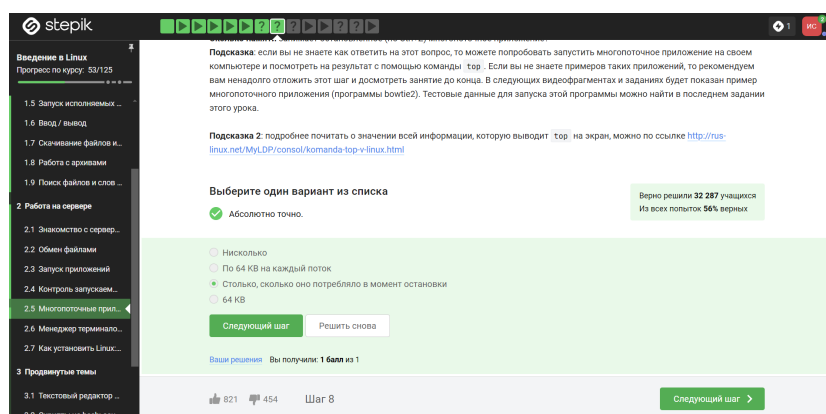 stepik
1
ИС
2
Введение в Linux
Прогресс по курсу: 53/125
1.5 Запуск исполняемых ...
1.6 Ввод / вывод
1.7 Скачивание файлов и...
1.8 Работа с архивами
1.9 Поиск файлов и слов ...
2 Работа на сервере
2.1 Знакомство с сервер...
2.2 Обмен файлами
2.3 Запуск приложений
2.4 Контроль запускаем...
2.5 Многопоточные прил...
2.6 Менеджер терминало...
2.7 Как установить Linux:...
3 Продвинутые темы
3.1 Текстовый редактор ...
Подсказка: если вы не знаете как ответить на этот вопрос, то можете попробовать запустить многопоточное приложение на своем
компьютере и посмотреть на результат с помощью команды top . Если вы не знаете примеров таких приложений, то рекомендуем
вам ненадолго отложить этот шаг и досмотреть занятие до конца. В следующих видеофрагментах и заданиях будет показан пример
многопоточного приложения (программы bowtie2). Тестовые данные для запуска этой программы можно найти в последнем задании
этого урока.
Подсказка 2: подробнее почитать о значении всей информации, которую выводит top на экран, можно по ссылке http://rus-
linux.net/MyLDP/consol/komanda-top-v-linux.html
Выберите один вариант из списка
Абсолютно точно.
Верно решили 32 287 учащихся
Из всех попыток 56% верных
Нисколько
По 64 KB на каждый поток
Столько, сколько оно потребляло в момент остановки
64 KB
Следующий шаг
Решить снова
Ваши решения Вы получили: 1 балл из 1
821
454
Шаг 8
Следующий шаг